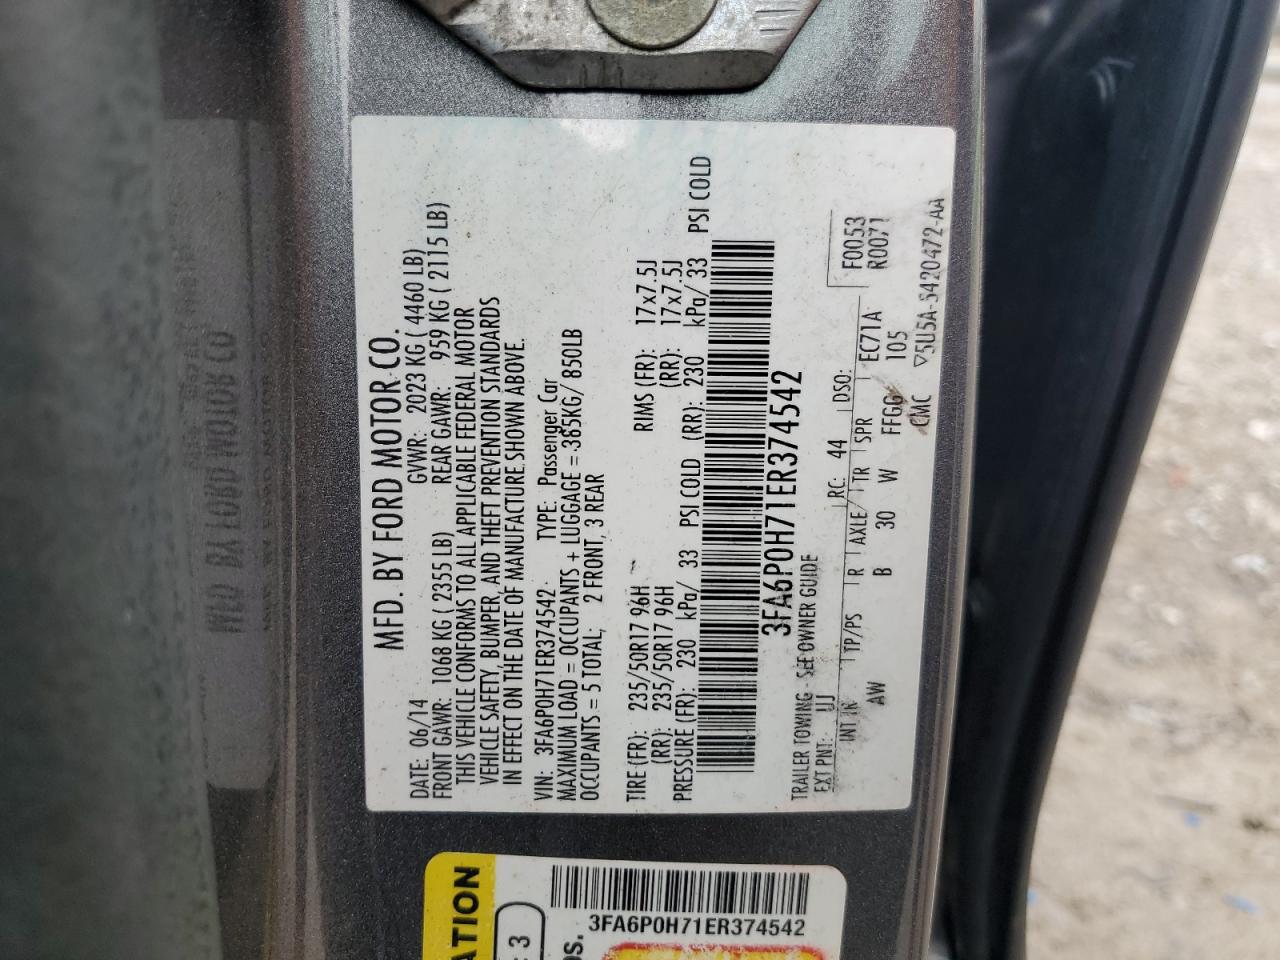 MFD. BY FORD MOTOR CO.
DATE: 06/14 GVWR: 2023 KG ( 4460 LB)
FRONT GAWR: 1068 KG ( 2355 LB) REAR GAWR: 959 KG ( 2115 LB)
THIS VEHICLE CONFORMS TO ALL APPLICABLE FEDERAL MOTOR
VEHICLE SAFETY, BUMPER, AND THEFT PREVENTION STANDARDS
IN EFFECT ON THE DATE OF MANUFACTURE SHOWN ABOVE.
VIN: 3FA6P0H71ER374542 TYPE: Passenger Car
MAXIMUM LOAD = OCCUPANTS + LUGGAGE = 385KG/ 850LB
OCCUPANTS = 5 TOTAL; 2 FRONT, 3 REAR
TIRE (FR): 235/50R17 96H RIMS (FR): 17x7.5J
(RR): 235/50R17 96H (RR): 17x7.5J
PRESSURE (FR): 230 kPa/ 33 PSI COLD (RR): 230 kPa/ 33 PSI COLD
3FA6P0H71ER374542
TRAILER TOWING - SEE OWNER GUIDE
EXT PNT: UJ RC: 44 DSO: F0053
R0071
INT TR TP/PS R AXLE TR SPR EC71A
AW B 30 W FFGG 105
CMC ▽5U5A-5420472-AA
ATION
3
OS.
3FA6P0H71ER374542